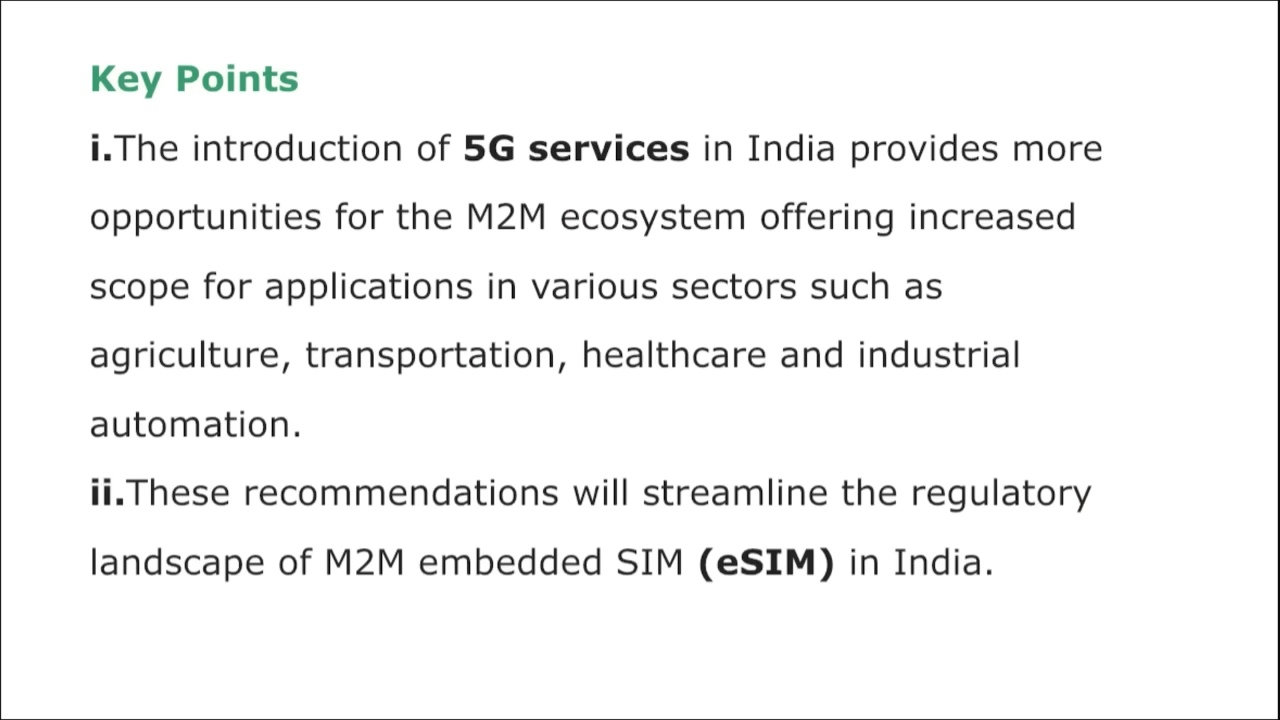 Key Points
i.The introduction of 5G services in India provides more
opportunities for the M2M ecosystem offering increased
scope for applications in various sectors such as
agriculture, transportation, healthcare and industrial
automation.
ii.These recommendations will streamline the regulatory
landscape of M2M embedded SIM (eSIM) in India.